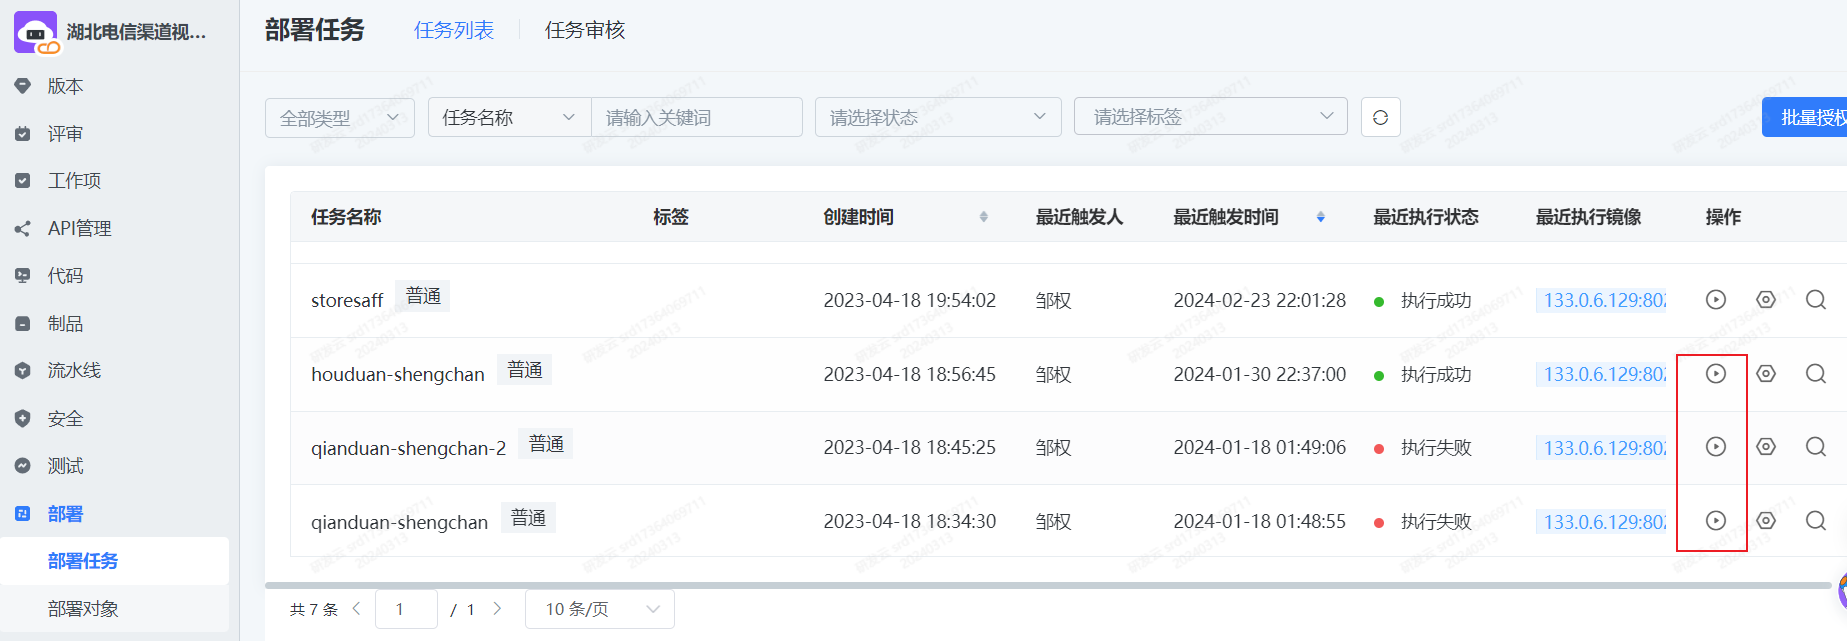 湖北电信渠道视...
版本
评审
工作项
API管理
代码
制品
流水线
安全
测试
部署
部署任务
部署对象
部署任务 任务列表 任务审核
全部类型 任务名称 请输入关键词 请选择状态 请选择标签 批量授权
任务名称 标签 创建时间 最近触发人 最近触发时间 最近执行状态 最近执行镜像 操作
storesaff 普通 2023-04-18 19:54:02 邹权 2024-02-23 22:01:28 执行成功 133.0.6.129:802
houduan-shengchan 普通 2023-04-18 18:56:45 邹权 2024-01-30 22:37:00 执行成功 133.0.6.129:802
qianduan-shengchan-2 普通 2023-04-18 18:45:25 邹权 2024-01-18 01:49:06 执行失败 133.0.6.129:802
qianduan-shengchan 普通 2023-04-18 18:34:30 邹权 2024-01-18 01:48:55 执行失败 133.0.6.129:802
共 7 条 1 / 1 10 条/页
研发云 srd17364069711
20240313